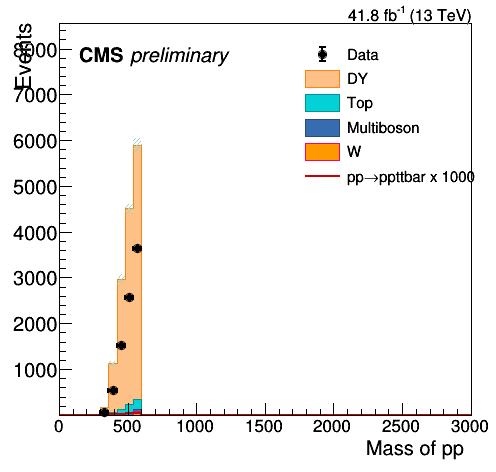 41.8 fb⁻¹ (13 TeV)
Events
CMS preliminary
Data
DY
Top
Multiboson
W
pp→ppttbar x 1000
8000
7000
6000
5000
4000
3000
2000
1000
0 500 1000 1500 2000 2500 3000
Mass of pp